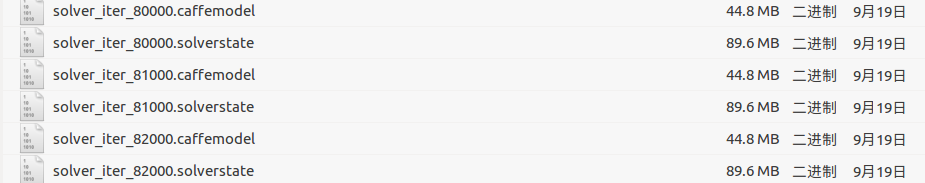 solver_iter_80000.caffemodel 44.8 MB 二进制 9月19日
solver_iter_80000.solverstate 89.6 MB 二进制 9月19日
solver_iter_81000.caffemodel 44.8 MB 二进制 9月19日
solver_iter_81000.solverstate 89.6 MB 二进制 9月19日
solver_iter_82000.caffemodel 44.8 MB 二进制 9月19日
solver_iter_82000.solverstate 89.6 MB 二进制 9月19日